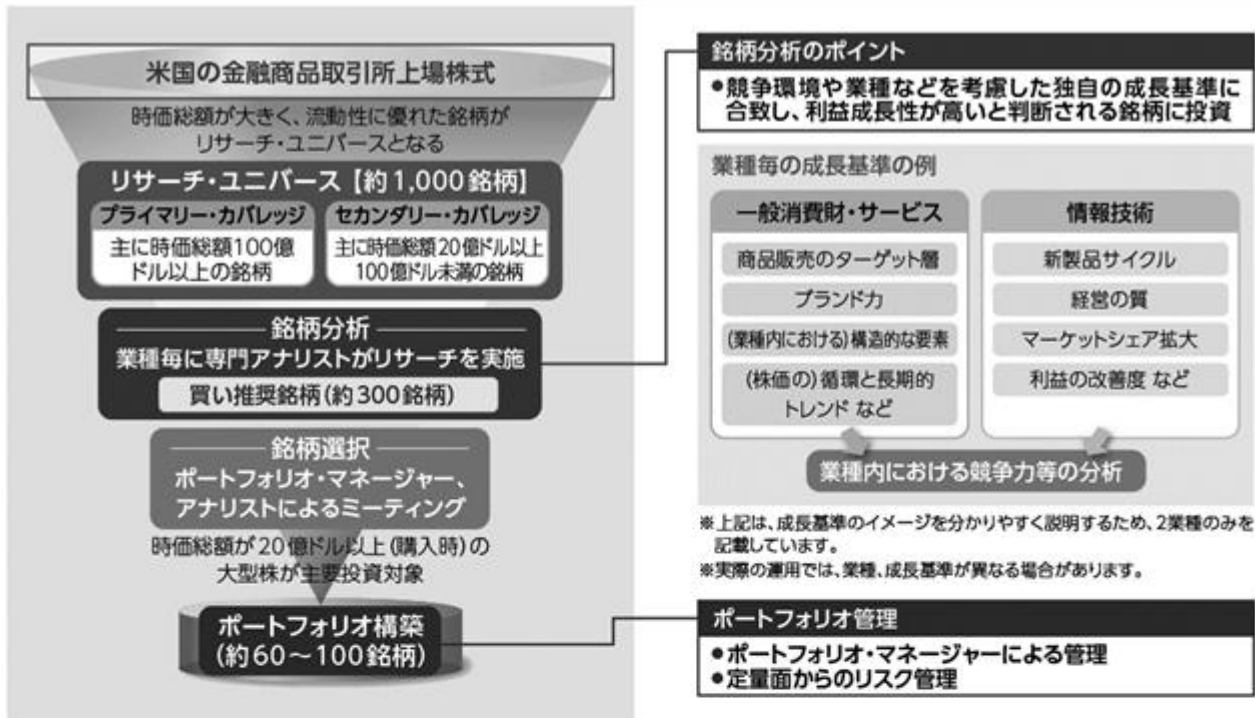 米国の金融商品取引所上場株式
時価総額が大きく、流動性に優れた銘柄が
リサーチ・ユニバースとなる
リサーチ・ユニバース【約1,000銘柄】
プライマリー・カバレッジ
主に時価総額100億
ドル以上の銘柄
セカンダリー・カバレッジ
主に時価総額20億ドル以上
100億ドル未満の銘柄
銘柄分析
業種毎に専門アナリストがリサーチを実施
買い推奨銘柄(約300銘柄)
銘柄選択
ポートフォリオ・マネージャー、
アナリストによるミーティング
時価総額が20億ドル以上(購入時)の
大型株が主要投資対象
ポートフォリオ構築
(約60~100銘柄)
銘柄分析のポイント
●競争環境や業種などを考慮した独自の成長基準に
合致し、利益成長性が高いと判断される銘柄に投資
業種毎の成長基準の例
一般消費財・サービス
商品販売のターゲット層
ブランド力
(業種内における)構造的な要素
(株価の)循環と長期的
トレンド など
情報技術
新製品サイクル
経営の質
マーケットシェア拡大
利益の改善度 など
業種内における競争力等の分析
※上記は、成長基準のイメージを分かりやすく説明するため、2業種のみを
記載しています。
※実際の運用では、業種、成長基準が異なる場合があります。
ポートフォリオ管理
●ポートフォリオ・マネージャーによる管理
●定量面からのリスク管理